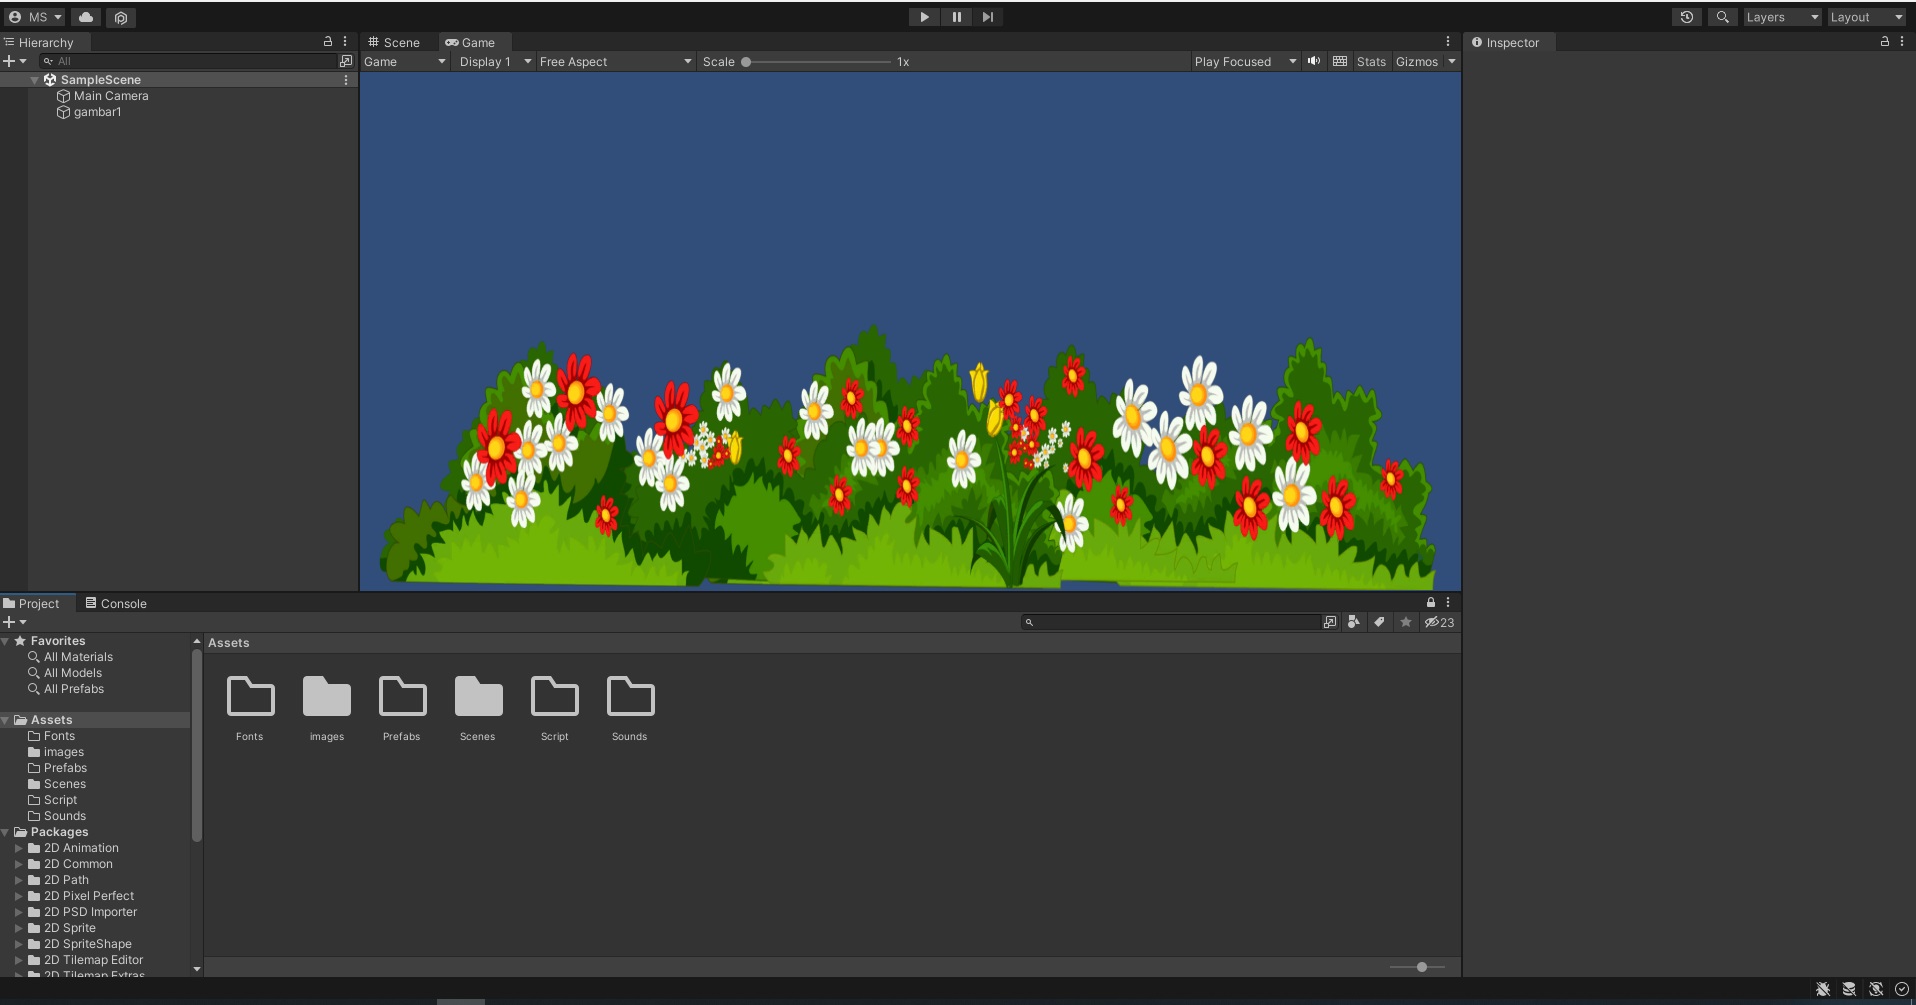 MS
Layers
Layout
Hierarchy
Scene
Game
Inspector
All
Game
Display 1
Free Aspect
Scale
1x
Play Focused
Stats
Gizmos
SampleScene
Main Camera
gambar1
Project
Console
23
Favorites
All Materials
All Models
All Prefabs
Assets
Fonts
images
Prefabs
Scenes
Script
Sounds
Packages
2D Animation
2D Common
2D Path
2D Pixel Perfect
2D PSD Importer
2D Sprite
2D SpriteShape
2D Tilemap Editor
2D Tilemap Extras
Assets
Fonts
images
Prefabs
Scenes
Script
Sounds